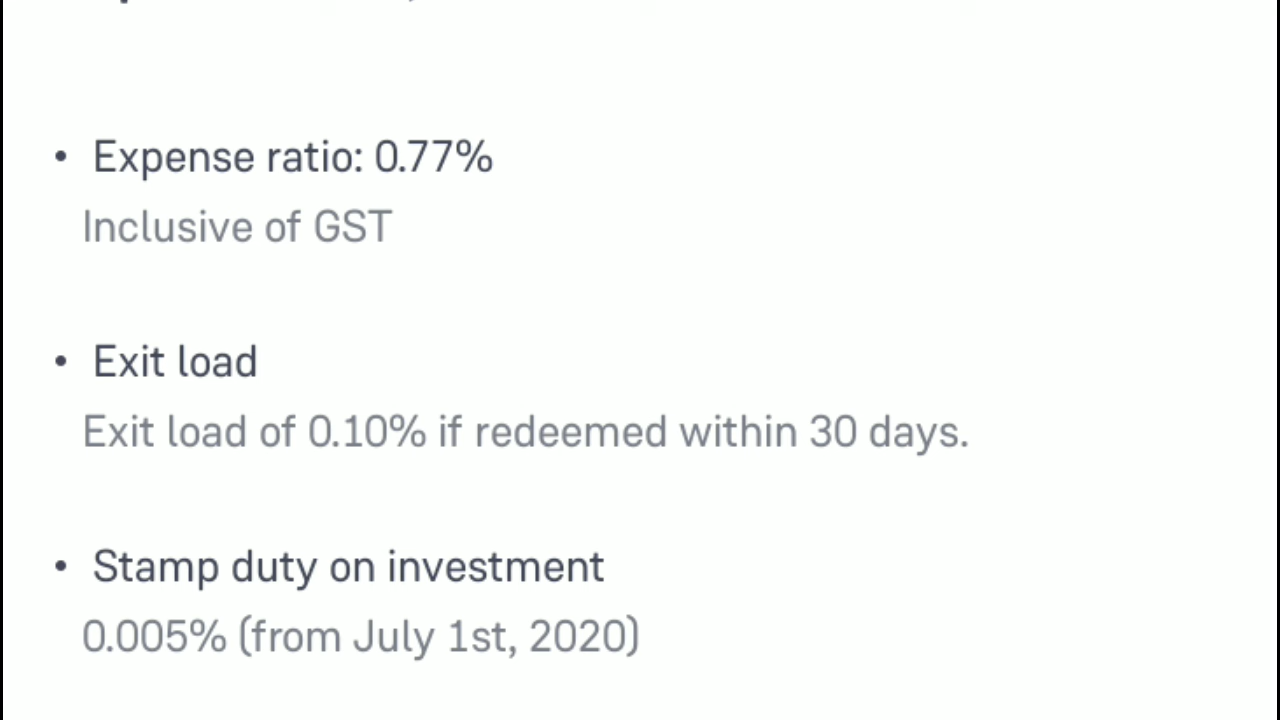 • Expense ratio: 0.77%
Inclusive of GST
• Exit load
Exit load of 0.10% if redeemed within 30 days.
• Stamp duty on investment
0.005% (from July 1st, 2020)